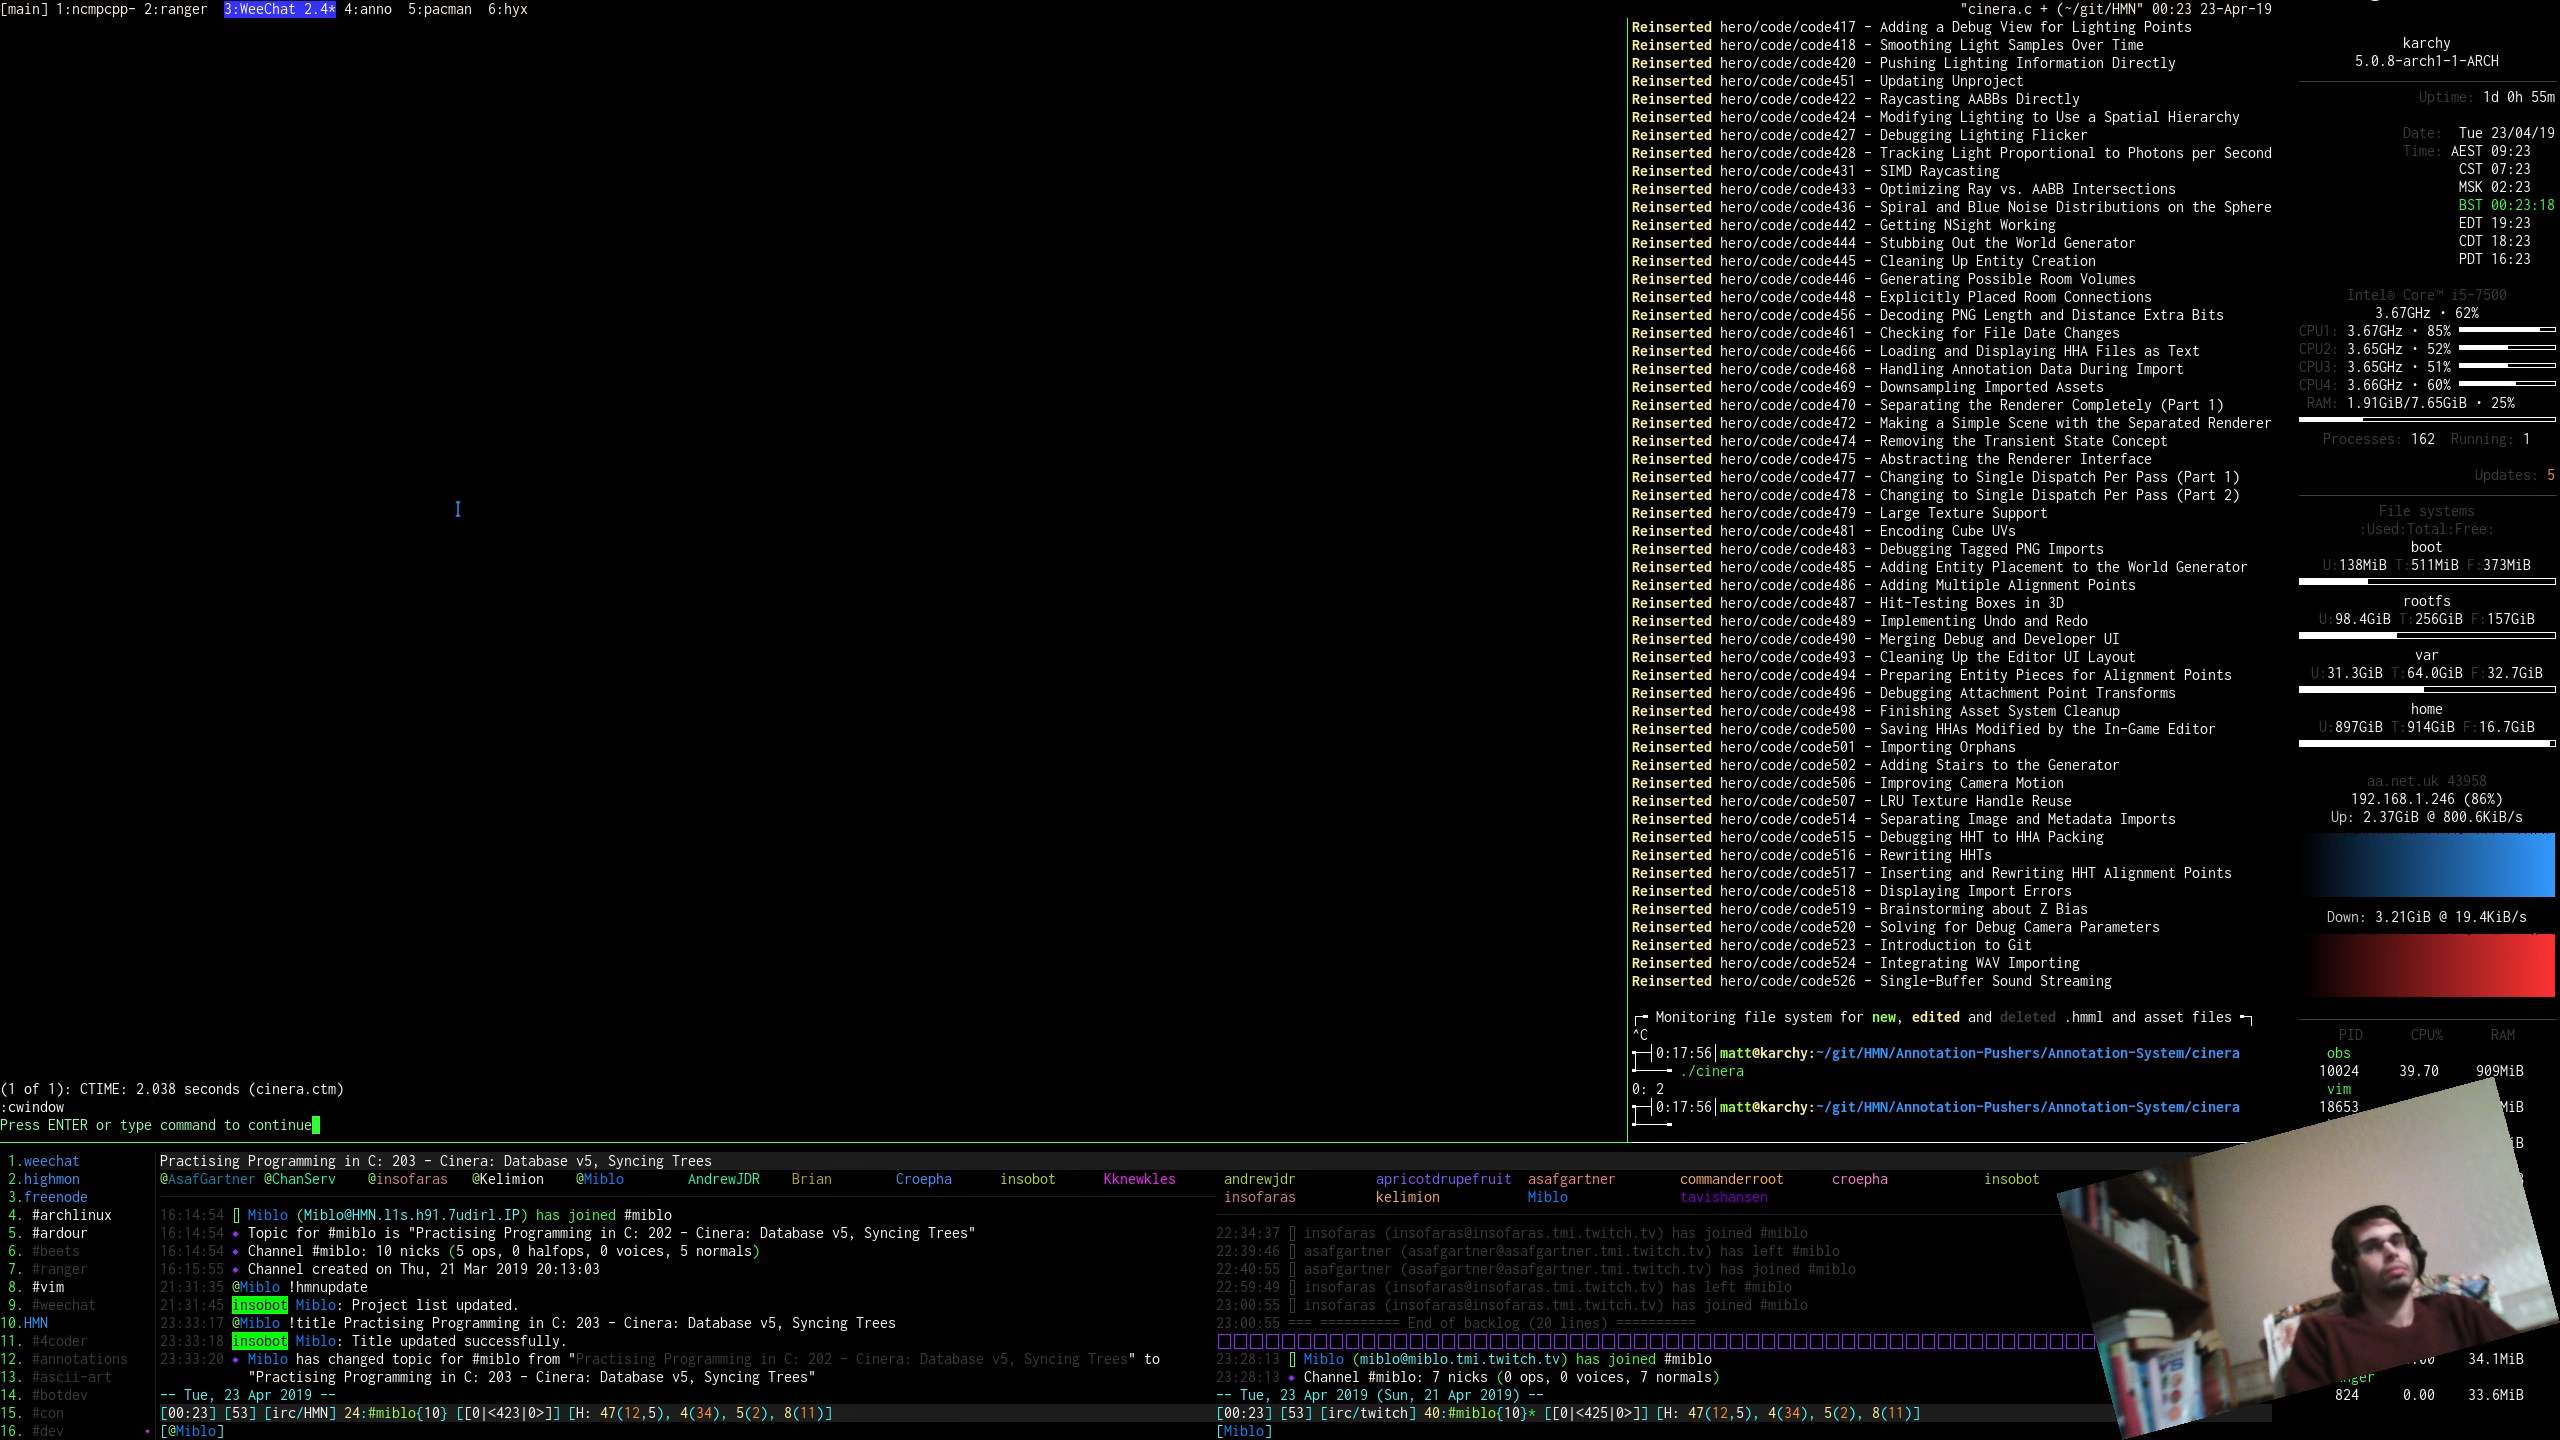 [main] 1:ncmpcpp- 2:ranger  3:WeeChat 2.4* 4:anno  5:pacman  6:hyx
"cinera.c + (~/git/HMN" 00:23 23-Apr-19
Reinserted hero/code/code417 - Adding a Debug View for Lighting Points
Reinserted hero/code/code418 - Smoothing Light Samples Over Time
Reinserted hero/code/code420 - Pushing Lighting Information Directly
Reinserted hero/code/code451 - Updating Unproject
Reinserted hero/code/code422 - Raycasting AABBs Directly
Reinserted hero/code/code424 - Modifying Lighting to Use a Spatial Hierarchy
Reinserted hero/code/code427 - Debugging Lighting Flicker
Reinserted hero/code/code428 - Tracking Light Proportional to Photons per Second
Reinserted hero/code/code431 - SIMD Raycasting
Reinserted hero/code/code433 - Optimizing Ray vs. AABB Intersections
Reinserted hero/code/code436 - Spiral and Blue Noise Distributions on the Sphere
Reinserted hero/code/code442 - Getting NSight Working
Reinserted hero/code/code444 - Stubbing Out the World Generator
Reinserted hero/code/code445 - Cleaning Up Entity Creation
Reinserted hero/code/code446 - Generating Possible Room Volumes
Reinserted hero/code/code448 - Explicitly Placed Room Connections
Reinserted hero/code/code456 - Decoding PNG Length and Distance Extra Bits
Reinserted hero/code/code461 - Checking for File Date Changes
Reinserted hero/code/code466 - Loading and Displaying HHA Files as Text
Reinserted hero/code/code468 - Handling Annotation Data During Import
Reinserted hero/code/code469 - Downsampling Imported Assets
Reinserted hero/code/code470 - Separating the Renderer Completely (Part 1)
Reinserted hero/code/code472 - Making a Simple Scene with the Separated Renderer
Reinserted hero/code/code474 - Removing the Transient State Concept
Reinserted hero/code/code475 - Abstracting the Renderer Interface
Reinserted hero/code/code477 - Changing to Single Dispatch Per Pass (Part 1)
Reinserted hero/code/code478 - Changing to Single Dispatch Per Pass (Part 2)
Reinserted hero/code/code479 - Large Texture Support
Reinserted hero/code/code481 - Encoding Cube UVs
Reinserted hero/code/code483 - Debugging Tagged PNG Imports
Reinserted hero/code/code485 - Adding Entity Placement to the World Generator
Reinserted hero/code/code486 - Adding Multiple Alignment Points
Reinserted hero/code/code487 - Hit-Testing Boxes in 3D
Reinserted hero/code/code489 - Implementing Undo and Redo
Reinserted hero/code/code490 - Merging Debug and Developer UI
Reinserted hero/code/code493 - Cleaning Up the Editor UI Layout
Reinserted hero/code/code494 - Preparing Entity Pieces for Alignment Points
Reinserted hero/code/code496 - Debugging Attachment Point Transforms
Reinserted hero/code/code498 - Finishing Asset System Cleanup
Reinserted hero/code/code500 - Saving HHAs Modified by the In-Game Editor
Reinserted hero/code/code501 - Importing Orphans
Reinserted hero/code/code502 - Adding Stairs to the Generator
Reinserted hero/code/code506 - Improving Camera Motion
Reinserted hero/code/code507 - LRU Texture Handle Reuse
Reinserted hero/code/code514 - Separating Image and Metadata Imports
Reinserted hero/code/code515 - Debugging HHT to HHA Packing
Reinserted hero/code/code516 - Rewriting HHTs
Reinserted hero/code/code517 - Inserting and Rewriting HHT Alignment Points
Reinserted hero/code/code518 - Displaying Import Errors
Reinserted hero/code/code519 - Brainstorming about Z Bias
Reinserted hero/code/code520 - Solving for Debug Camera Parameters
Reinserted hero/code/code523 - Introduction to Git
Reinserted hero/code/code524 - Integrating WAV Importing
Reinserted hero/code/code526 - Single-Buffer Sound Streaming
Monitoring file system for new, edited and deleted .hmml and asset files
^C
0:17:56 matt@karchy:~/git/HMN/Annotation-Pushers/Annotation-System/cinera
./cinera
0: 2
0:17:56 matt@karchy:~/git/HMN/Annotation-Pushers/Annotation-System/cinera
(1 of 1): CTIME: 2.038 seconds (cinera.ctm)
:cwindow
Press ENTER or type command to continue
karchy
5.0.8-arch1-1-ARCH
Uptime: 1d 0h 55m
Date: Tue 23/04/19
Time: AEST 09:23
CST 07:23
MSK 02:23
BST 00:23:18
EDT 19:23
CDT 18:23
PDT 16:23
Intel® Core™ i5-7500
3.67GHz · 62%
CPU1: 3.67GHz · 85%
CPU2: 3.65GHz · 52%
CPU3: 3.65GHz · 51%
CPU4: 3.66GHz · 60%
RAM: 1.91GiB/7.65GiB · 25%
Processes: 162  Running: 1
Updates: 5
File systems
:Used:Total:Free:
boot
U:138MiB T:511MiB F:373MiB
rootfs
U:98.4GiB T:256GiB F:157GiB
var
U:31.3GiB T:64.0GiB F:32.7GiB
home
U:897GiB T:914GiB F:16.7GiB
aa.net.uk 43958
192.168.1.246 (86%)
Up: 2.37GiB @ 800.6KiB/s
Down: 3.21GiB @ 19.4KiB/s
PID CPU% RAM
obs
10024 39.70 909MiB
vim
18653 MiB
34.1MiB
824 0.00 33.6MiB
1.weechat
2.highmon
3.freenode
4. #archlinux
5. #ardour
6. #beets
7. #ranger
8. #vim
9. #weechat
10.HMN
11. #4coder
12. #annotations
13. #ascii-art
14. #botdev
15. #con
16. #dev
Practising Programming in C: 203 - Cinera: Database v5, Syncing Trees
@AsafGartner @ChanServ @insofaras @Kelimion @Miblo AndrewJDR Brian Croepha insobot Kknewkles
16:14:54 Miblo (Miblo@HMN.l1s.h91.7udirl.IP) has joined #miblo
16:14:54 Topic for #miblo is "Practising Programming in C: 202 - Cinera: Database v5, Syncing Trees"
16:14:54 Channel #miblo: 10 nicks (5 ops, 0 halfops, 0 voices, 5 normals)
16:15:55 Channel created on Thu, 21 Mar 2019 20:13:03
21:31:35 @Miblo !hmnupdate
21:31:45 insobot Miblo: Project list updated.
23:33:17 @Miblo !title Practising Programming in C: 203 - Cinera: Database v5, Syncing Trees
23:33:18 insobot Miblo: Title updated successfully.
23:33:20 Miblo has changed topic for #miblo from "Practising Programming in C: 202 - Cinera: Database v5, Syncing Trees" to
"Practising Programming in C: 203 - Cinera: Database v5, Syncing Trees"
-- Tue, 23 Apr 2019 --
[00:23] [53] [irc/HMN] 24:#miblo{10} [[0|<423|0>]] [H: 47(12,5), 4(34), 5(2), 8(11)]
[@Miblo]
andrewjdr apricotdrupefruit asafgartner commanderroot croepha insobot
insofaras kelimion Miblo tavishansen
22:34:37 insofaras (insofaras@insofaras.tmi.twitch.tv) has joined #miblo
22:39:46 asafgartner (asafgartner@asafgartner.tmi.twitch.tv) has left #miblo
22:40:55 asafgartner (asafgartner@asafgartner.tmi.twitch.tv) has joined #miblo
22:59:49 insofaras (insofaras@insofaras.tmi.twitch.tv) has left #miblo
23:00:55 insofaras (insofaras@insofaras.tmi.twitch.tv) has joined #miblo
23:00:55 === ========== End of backlog (20 lines) ==========
23:28:13 Miblo (miblo@miblo.tmi.twitch.tv) has joined #miblo
23:28:13 Channel #miblo: 7 nicks (0 ops, 0 voices, 7 normals)
-- Tue, 23 Apr 2019 (Sun, 21 Apr 2019) --
[00:23] [53] [irc/twitch] 40:#miblo{10}* [[0|<425|0>]] [H: 47(12,5), 4(34), 5(2), 8(11)]
[Miblo]